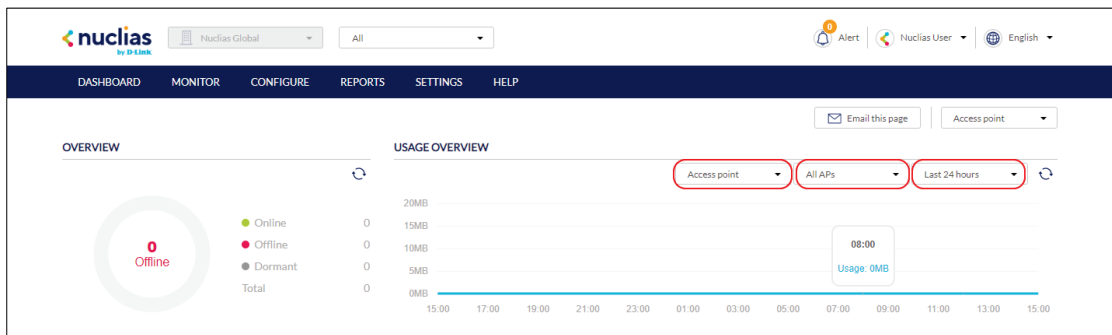 nuclias
by D-Link
Nuclias Global
All
0
Alert
Nuclias User
English
DASHBOARD MONITOR CONFIGURE REPORTS SETTINGS HELP
Email this page
Access point
OVERVIEW
0
Offline
Online 0
Offline 0
Dormant 0
Total 0
USAGE OVERVIEW
Access point
All APs
Last 24 hours
20MB
15MB
10MB
5MB
0MB
08:00
Usage: 0MB
15:00 17:00 19:00 21:00 23:00 01:00 03:00 05:00 07:00 09:00 11:00 13:00 15:00